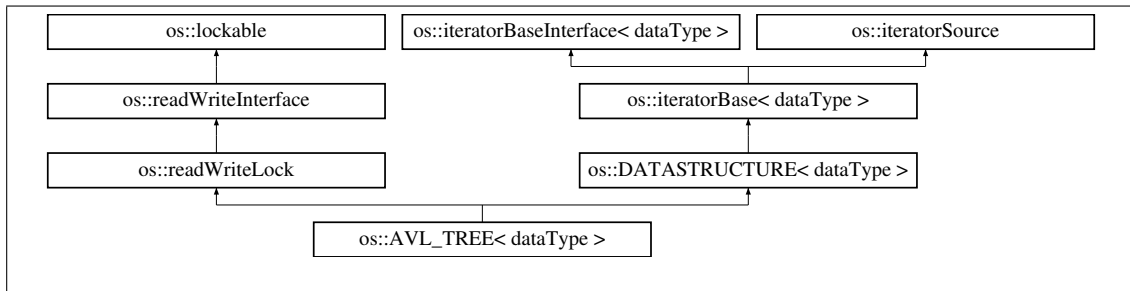 os::lockable
os::iteratorBaseInterface< dataType >
os::iteratorSource
os::readWriteInterface
os::iteratorBase< dataType >
os::readWriteLock
os::DATASTRUCTURE< dataType >
os::AVL_TREE< dataType >